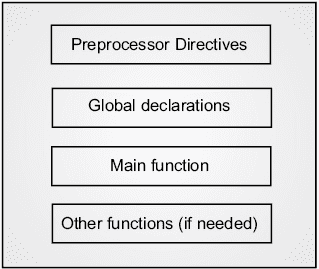 Preprocessor Directives
Global declarations
Main function
Other functions (if needed)